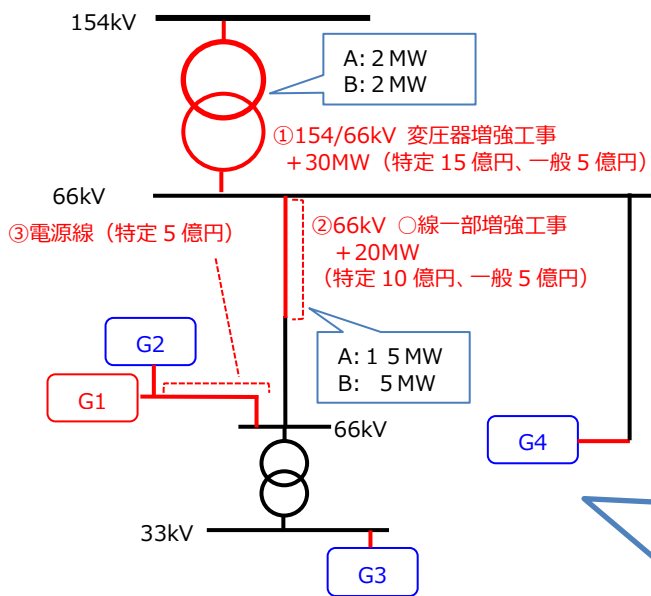 154kV
A: 2 MW
B: 2 MW
①154/66kV 変圧器増強工事
+30MW（特定 15 億円、一般 5 億円）
66kV
③電源線（特定 5 億円）
②66kV ○線一部増強工事
+20MW
（特定 10 億円、一般 5 億円）
A: 1 5 MW
B: 5 MW
G2
G1
66kV
G4
33kV
G3